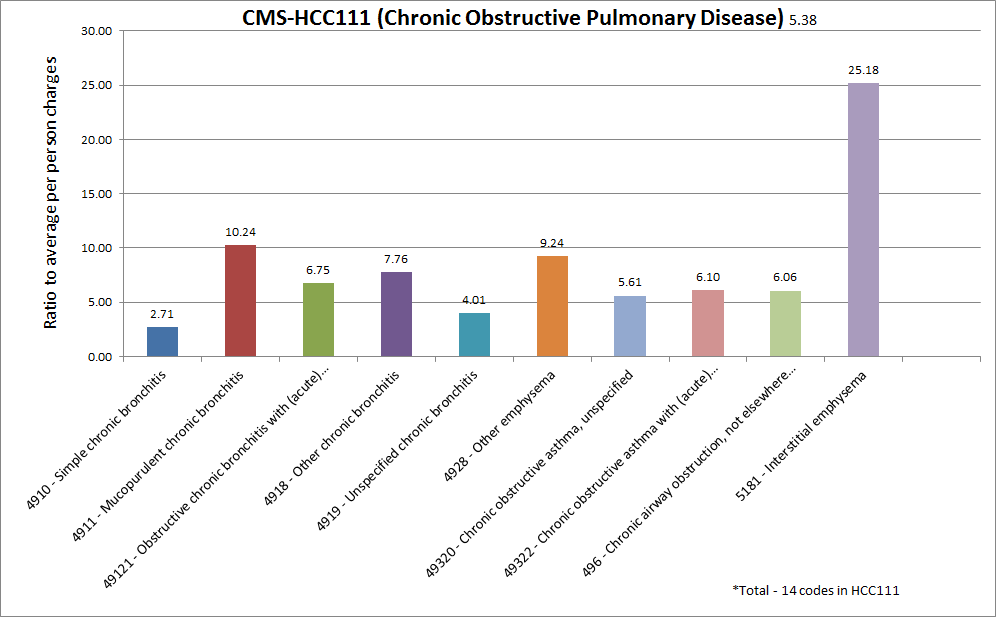 CMS-HCC111 (Chronic Obstructive Pulmonary Disease) 5.38
Ratio to average per person charges
30.00
25.00
20.00
15.00
10.00
5.00
0.00
2.71
10.24
6.75
7.76
4.01
9.24
5.61
6.10
6.06
25.18
4910 - Simple chronic bronchitis
4911 - Mucopurulent chronic bronchitis
49121 - Obstructive chronic bronchitis with (acute)...
4918 - Other chronic bronchitis
4919 - Unspecified chronic bronchitis
4928 - Other emphysema
49320 - Chronic obstructive asthma, unspecified
49322 - Chronic obstructive asthma with (acute)...
496 - Chronic airway obstruction, not elsewhere...
5181 - Interstitial emphysema
*Total - 14 codes in HCC111